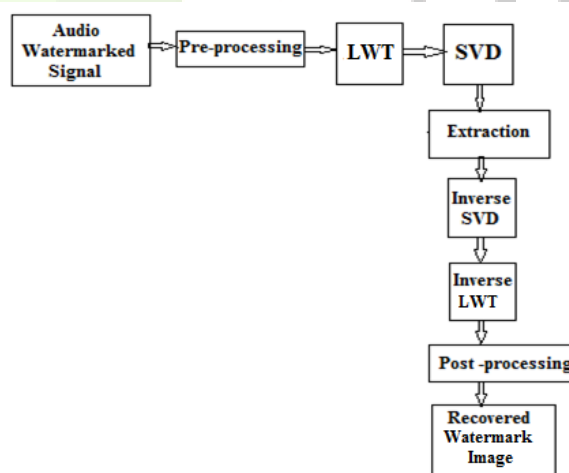 Audio
Watermarked
Signal
Pre-processing
LWT
SVD
Extraction
Inverse
SVD
Inverse
LWT
Post -processing
Recovered
Watermark
Image